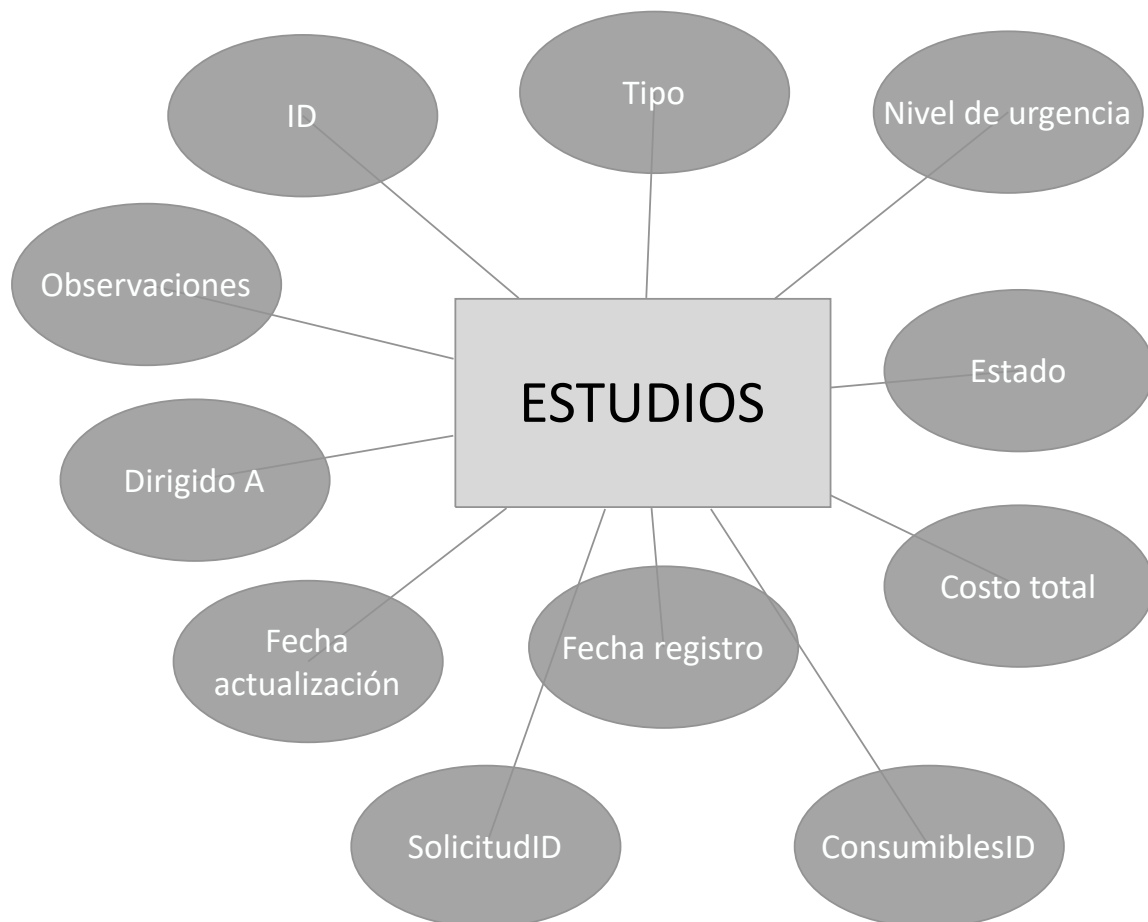 ID
Tipo
Nivel de urgencia
Observaciones
ESTUDIOS
Estado
Dirigido A
Costo total
Fecha
actualización
Fecha registro
SolicitudID
ConsumiblesID